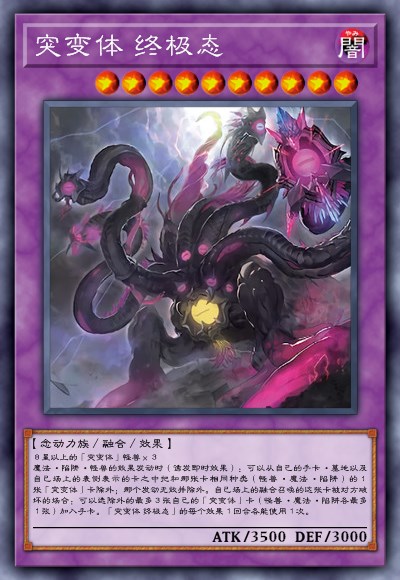 突变体 终极态
やみ
闇
【念动力族/融合/效果】
8星以上的「突变体」怪兽×3
魔法·陷阱·怪兽的效果发动时(诱发即时效果):可以从自己的手卡·墓地以及
自己场上的表侧表示的卡之中把和那张卡相同种类(怪兽·魔法·陷阱)的1
张「突变体」卡除外;那个发动无效并除外。自己场上的融合召唤的这张卡被对方破
坏的场合;可以选除外的最多3张自己的「突变体」卡(怪兽·魔法·陷阱各最多
1张)加入手卡。「突变体 终极态」的每个效果1回合各能使用1次。
ATK/3500 DEF/3000